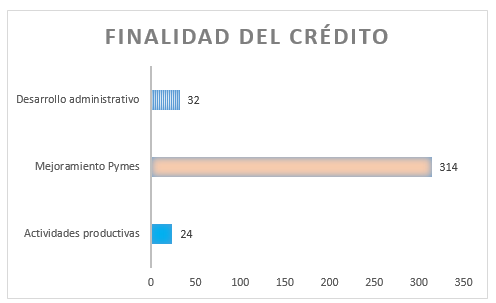 FINALIDAD DEL CRÉDITO
Desarrollo administrativo 32
Mejoramiento Pymes 314
Actividades productivas 24
0 50 100 150 200 250 300 350